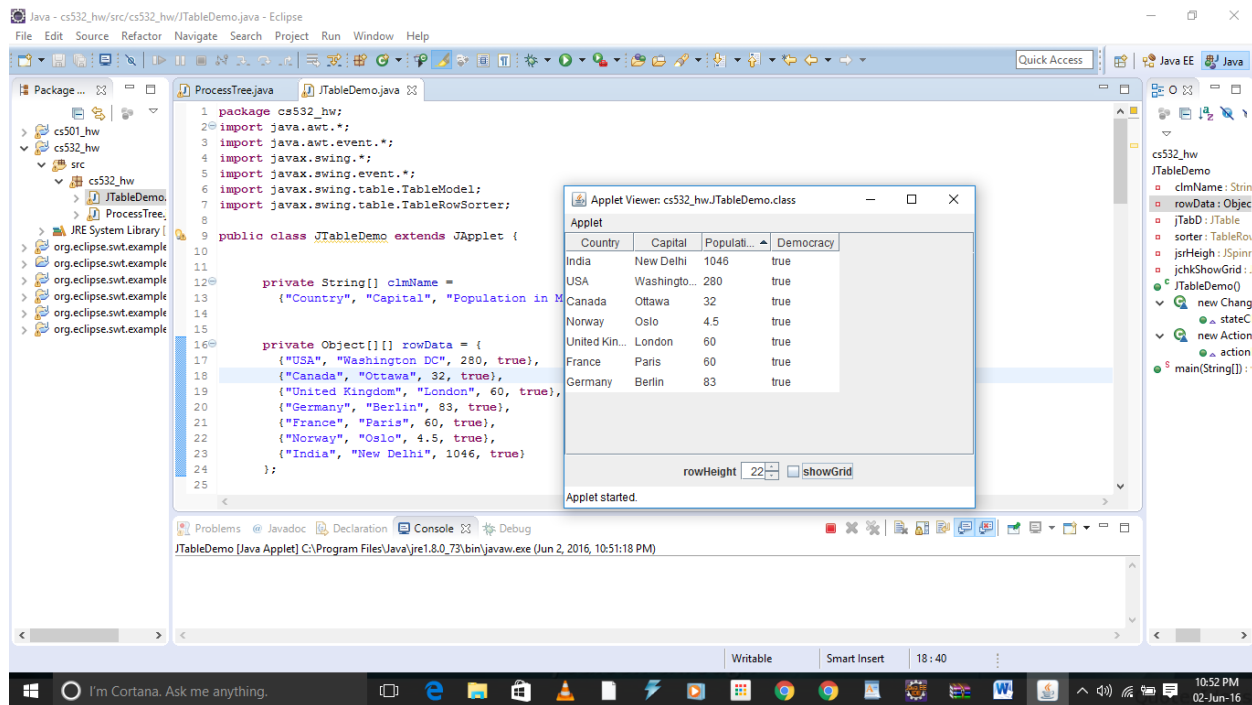 Java - cs532_hw/src/cs532_hw/JTableDemo.java - Eclipse
File Edit Source Refactor Navigate Search Project Run Window Help
Quick Access
Java EE
Java
Package ...
cs501_hw
cs532_hw
src
cs532_hw
JTableDemo.
ProcessTree.
JRE System Library [
org.eclipse.swt.example
org.eclipse.swt.example
org.eclipse.swt.example
org.eclipse.swt.example
org.eclipse.swt.example
org.eclipse.swt.example
ProcessTree.java JTableDemo.java
1 package cs532_hw;
2 import java.awt.*;
3 import java.awt.event.*;
4 import javax.swing.*;
5 import javax.swing.event.*;
6 import javax.swing.table.TableModel;
7 import javax.swing.table.TableRowSorter;
8
9 public class JTableDemo extends JApplet {
10
11
12 private String[] clmName =
13 {"Country", "Capital", "Population in M
14
15
16 private Object[][] rowData = {
17 {"USA", "Washington DC", 280, true},
18 {"Canada", "Ottawa", 32, true},
19 {"United Kingdom", "London", 60, true},
20 {"Germany", "Berlin", 83, true},
21 {"France", "Paris", 60, true},
22 {"Norway", "Oslo", 4.5, true},
23 {"India", "New Delhi", 1046, true}
24 };
25
Applet Viewer: cs532_hw.JTableDemo.class
Applet
Country Capital Populati... Democracy
India New Delhi 1046 true
USA Washingto... 280 true
Canada Ottawa 32 true
Norway Oslo 4.5 true
United Kin... London 60 true
France Paris 60 true
Germany Berlin 83 true
rowHeight 22 showGrid
Applet started.
O
cs532_hw
JTableDemo
clmName : Strin
rowData : Objec
jTabD : JTable
sorter : TableRov
jsrHeigh : JSpinr
jchkShowGrid : .
JTableDemo()
new Chang
stateC
new Action
action
main(String[]) :
Problems Javadoc Declaration Console Debug
JTableDemo [Java Applet] C:\Program Files\Java\jre1.8.0_73\bin\javaw.exe (Jun 2, 2016, 10:51:18 PM)
Writable Smart Insert 18 : 40
I'm Cortana. Ask me anything.
10:52 PM
02-Jun-16